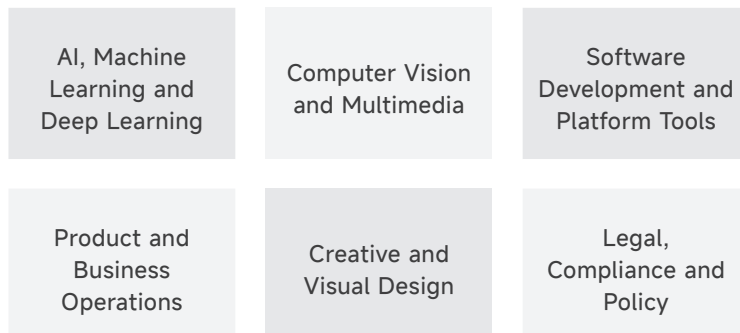 AI, Machine
Learning and
Deep Learning
Computer Vision
and Multimedia
Software
Development and
Platform Tools
Product and
Business
Operations
Creative and
Visual Design
Legal,
Compliance and
Policy